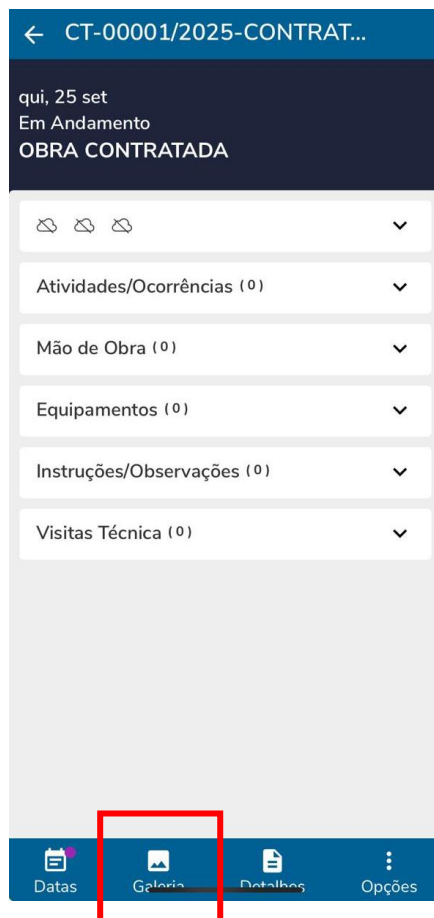 CT-00001/2025-CONTRAT...
qui, 25 set
Em Andamento
OBRA CONTRATADA
Atividades/Ocorrências (0)
Mão de Obra (0)
Equipamentos (0)
Instruções/Observações (0)
Visitas Técnica (0)
Datas Galeria Detalhes Opções